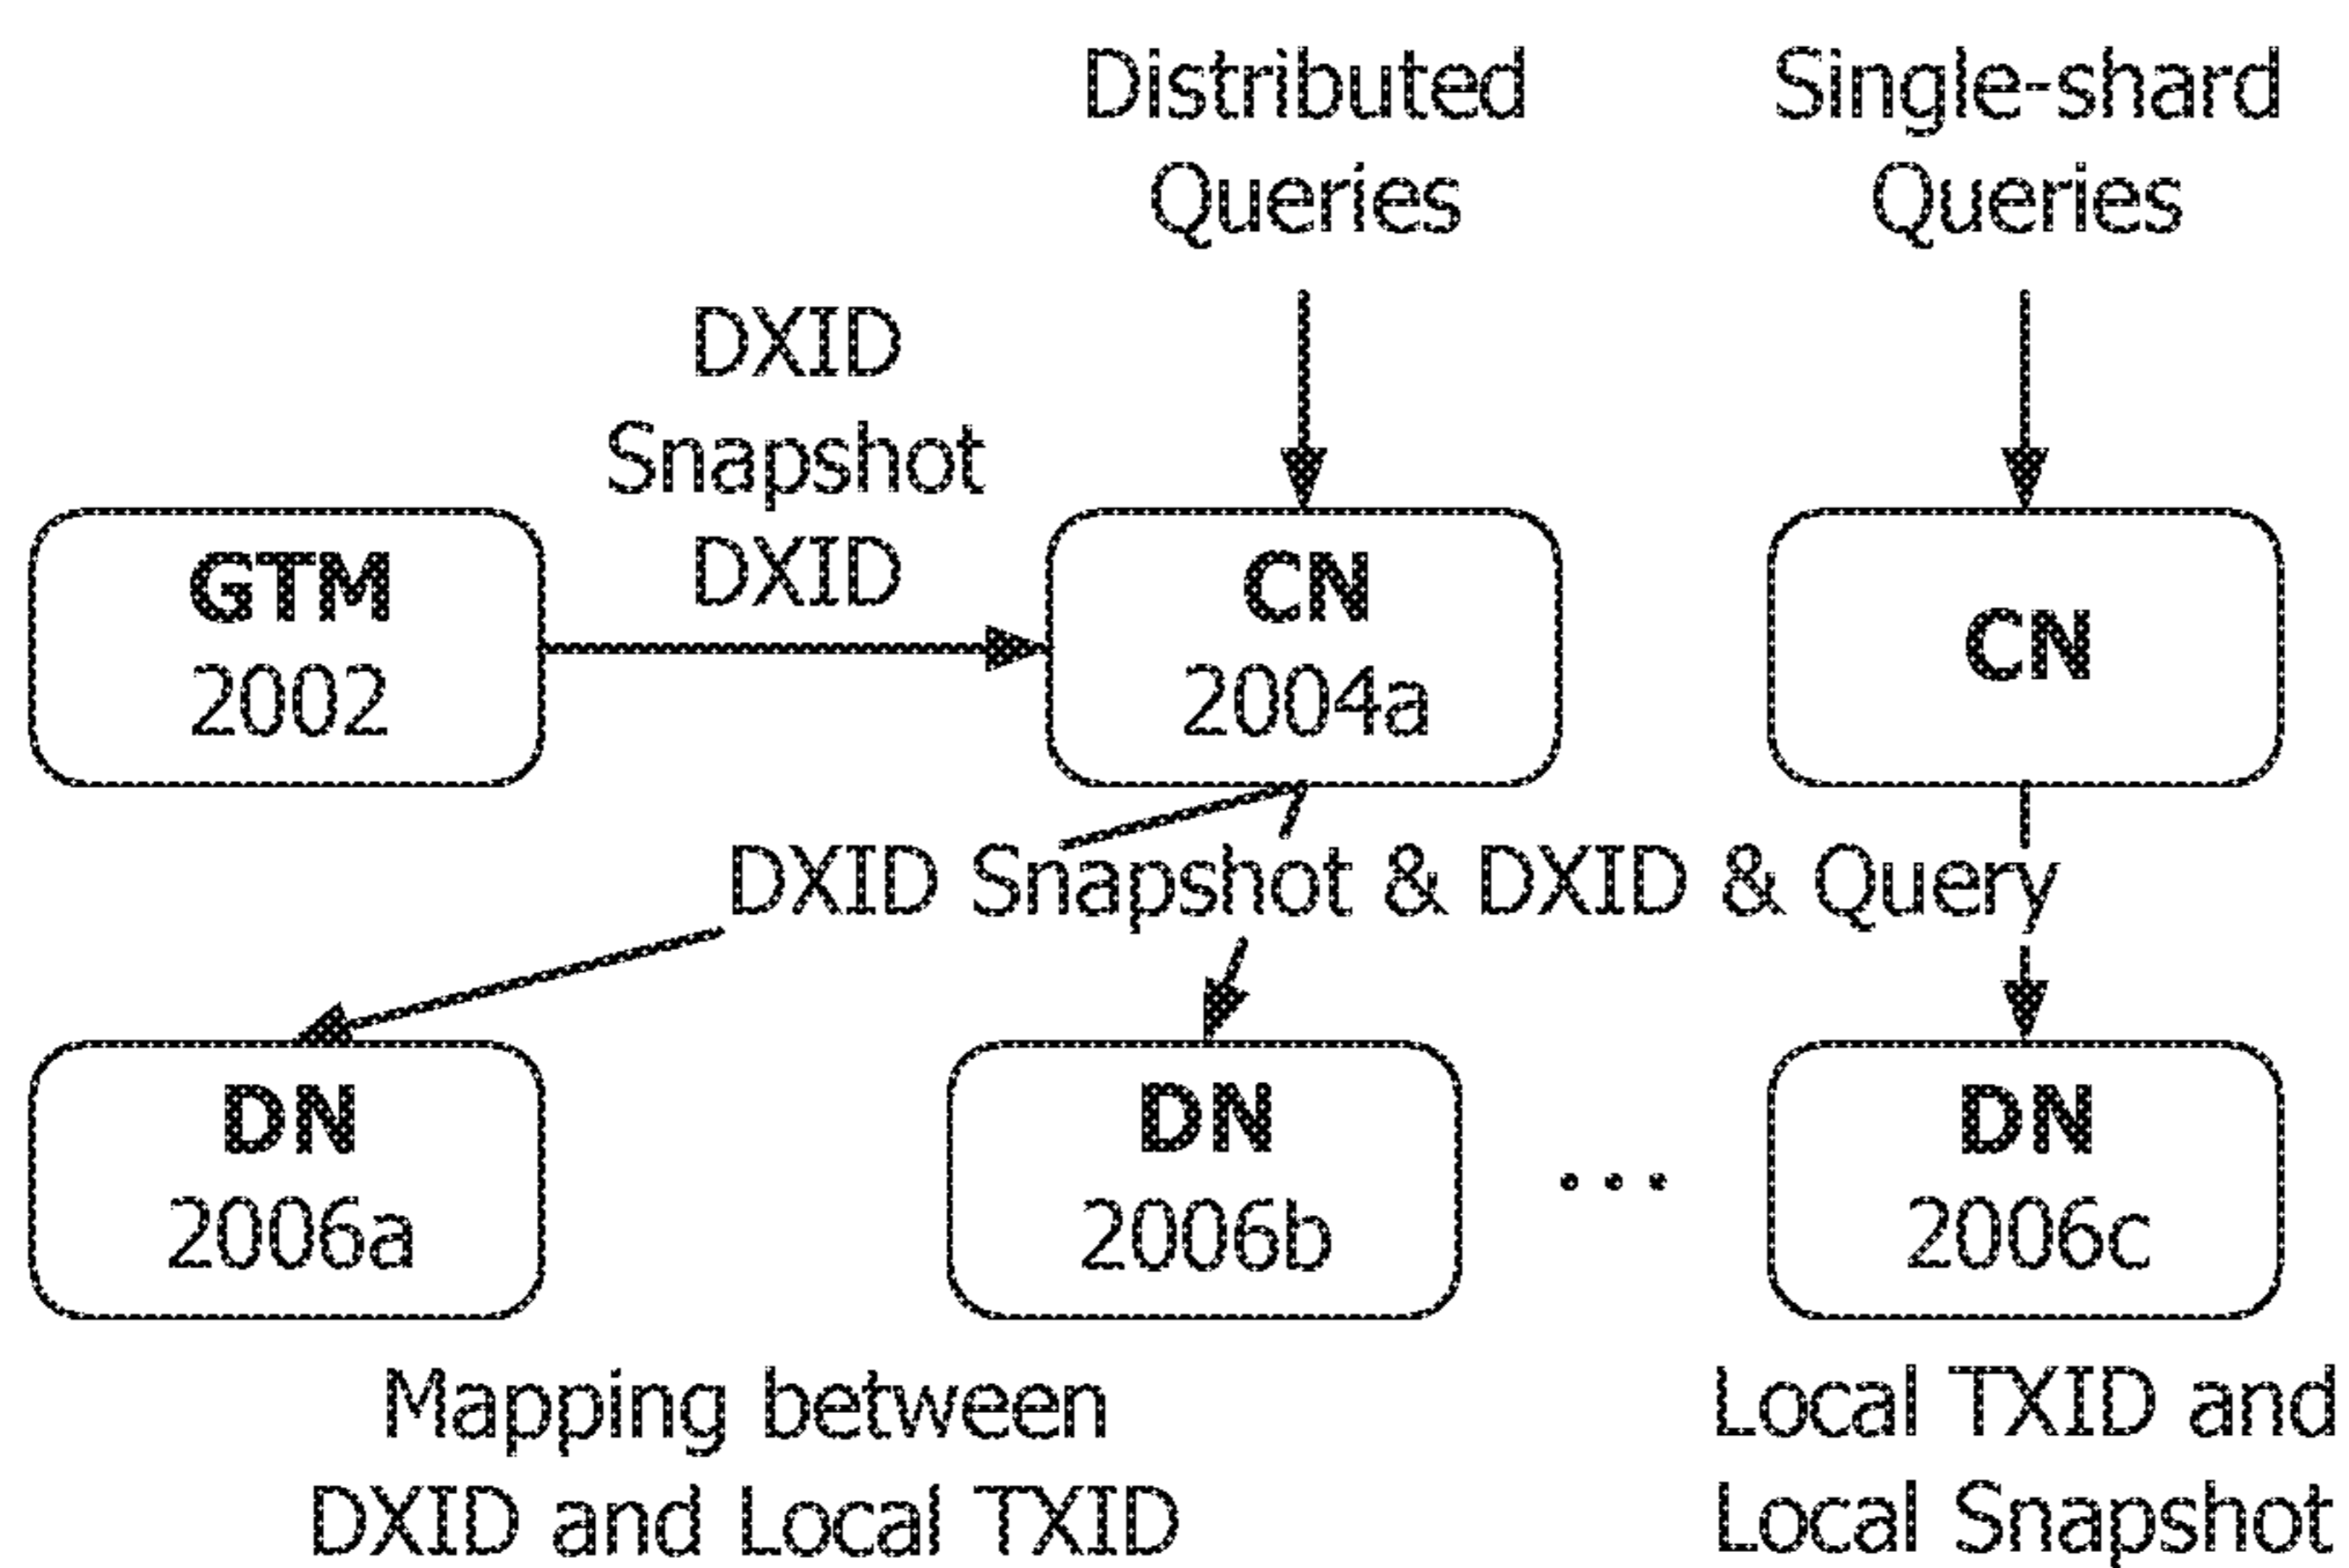 Distributed
Queries
Single-shard
Queries
DXID
Snapshot
DXID
GTM
2002
CN
2004a
CN
DXID Snapshot & DXID & Query
DN
2006a
DN
2006b
...
DN
2006c
Mapping between
DXID and Local TXID
Local TXID and
Local Snapshot